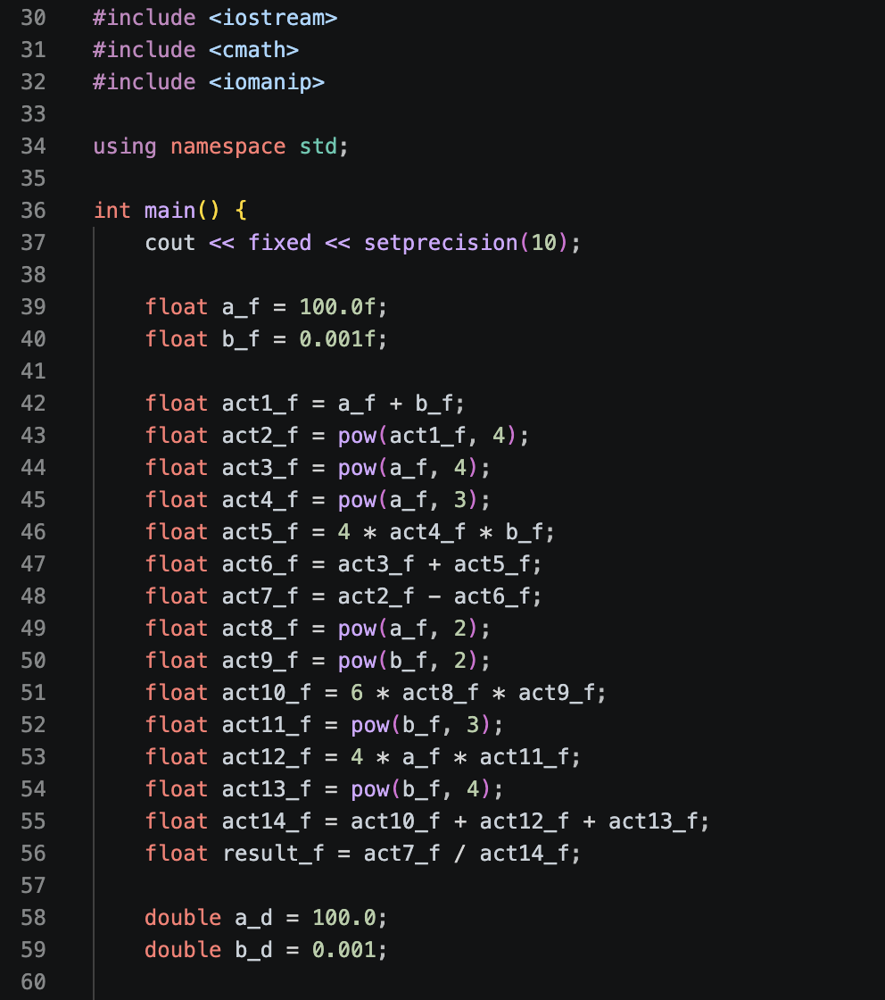 30 #include <iostream>
31 #include <cmath>
32 #include <iomanip>
33
34 using namespace std;
35
36 int main() {
37     cout << fixed << setprecision(10);
38
39     float a_f = 100.0f;
40     float b_f = 0.001f;
41
42     float act1_f = a_f + b_f;
43     float act2_f = pow(act1_f, 4);
44     float act3_f = pow(a_f, 4);
45     float act4_f = pow(a_f, 3);
46     float act5_f = 4 * act4_f * b_f;
47     float act6_f = act3_f + act5_f;
48     float act7_f = act2_f − act6_f;
49     float act8_f = pow(a_f, 2);
50     float act9_f = pow(b_f, 2);
51     float act10_f = 6 * act8_f * act9_f;
52     float act11_f = pow(b_f, 3);
53     float act12_f = 4 * a_f * act11_f;
54     float act13_f = pow(b_f, 4);
55     float act14_f = act10_f + act12_f + act13_f;
56     float result_f = act7_f / act14_f;
57
58     double a_d = 100.0;
59     double b_d = 0.001;
60